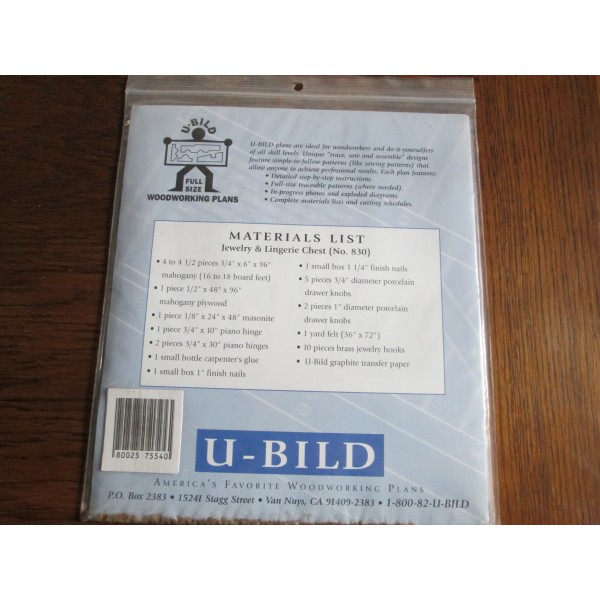 U-BILD
FULL
SIZE
WOODWORKING PLANS
U-BILD plans are ideal for woodworkers and do-it-yourselfers
of all skill levels. Unique "trace, saw and assemble" designs
feature simple-to-follow patterns (like sewing patterns) that
allow anyone to achieve professional results. Each plan features:
• Detailed step-by-step instructions.
• Full-size traceable patterns (where needed).
• In-progress photos and exploded diagrams.
• Complete materials lists and cutting schedules.
MATERIALS LIST
Jewelry & Lingerie Chest (No. 830)
• 4 to 4 1/2 pieces 3/4" x 6" x 96"
mahogany (16 to 18 board feet)
• 1 piece 1/2" x 48" x 96"
mahogany plywood
• 1 piece 1/8" x 24" x 48" masonite
• 1 piece 3/4" x 10" piano hinge
• 2 pieces 3/4" x 30" piano hinges
• 1 small bottle carpenter's glue
• 1 small box 1" finish nails
• 1 small box 1 1/4" finish nails
• 5 pieces 3/4" diameter porcelain
drawer knobs
• 2 pieces 1" diameter porcelain
drawer knobs
• 1 yard felt (36" x 72")
• 10 pieces brass jewelry hooks
• U-Bild graphite transfer paper
80025 75540
U-BILD
AMERICA'S FAVORITE WOODWORKING PLANS
P.O. Box 2383 • 15241 Stagg Street • Van Nuys, CA 91409-2383 • 1-800-82-U-BILD